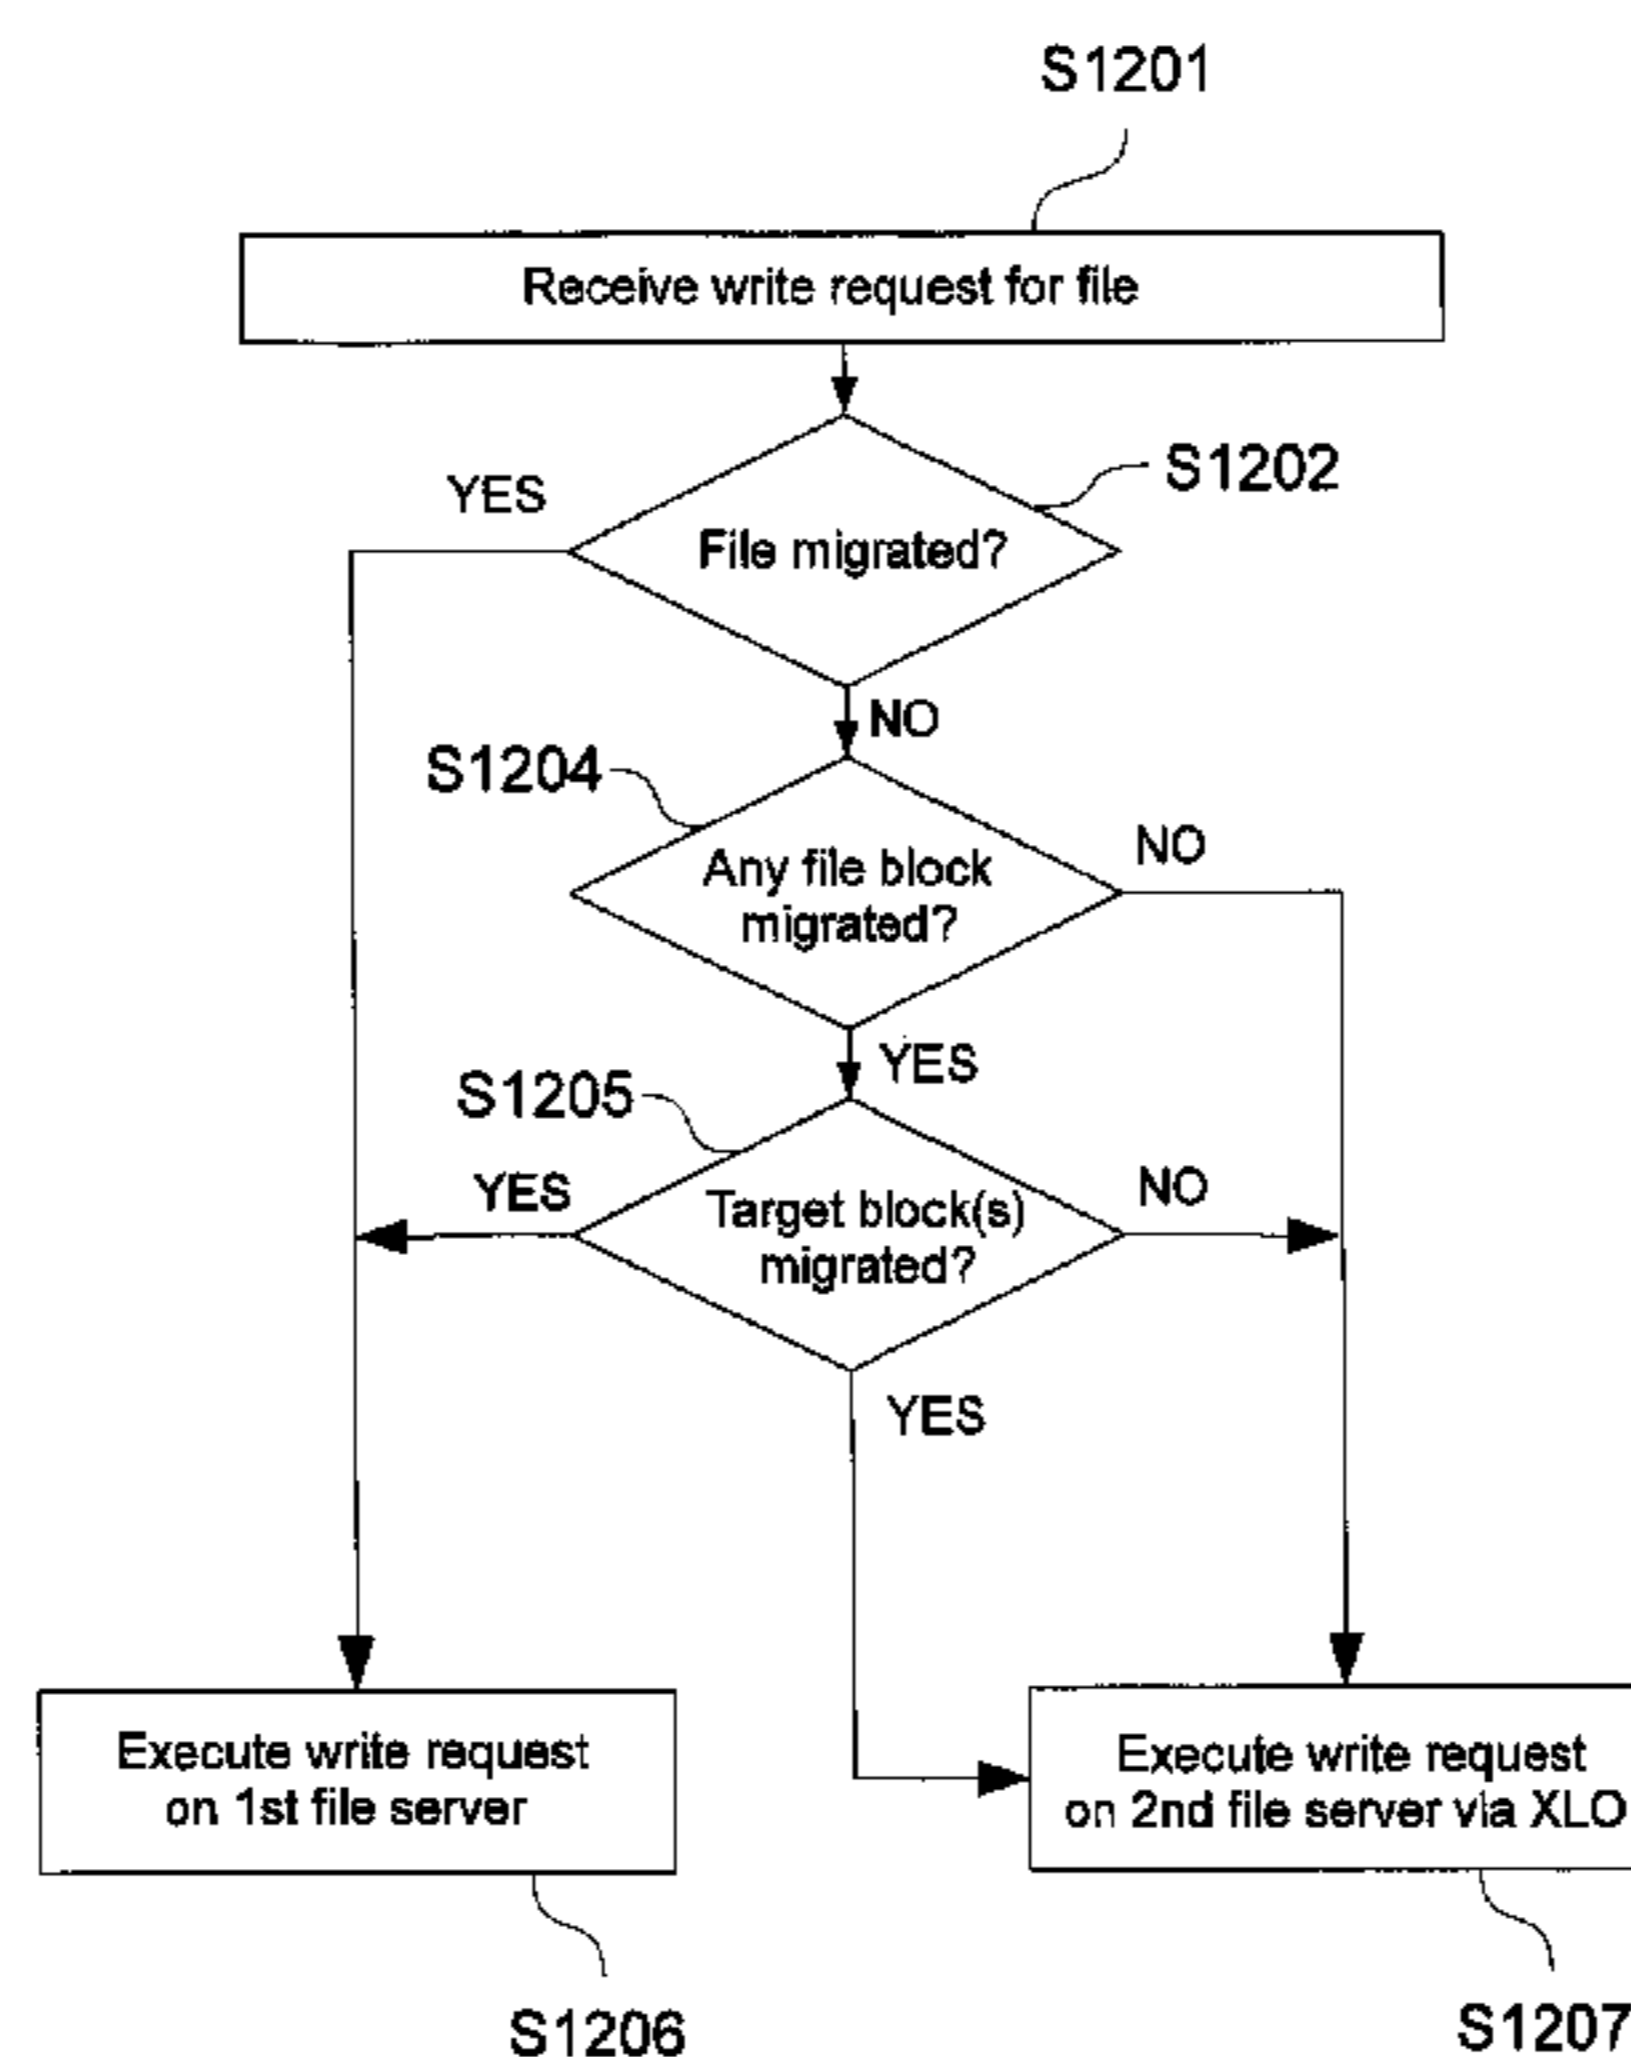 S1201
Receive write request for file
S1202
YES
File migrated?
NO
S1204
NO
Any file block
migrated?
YES
S1205
YES
NO
Target block(s)
migrated?
YES
Execute write request
on 1st file server
Execute write request
on 2nd file server via XLO
S1206
S1207